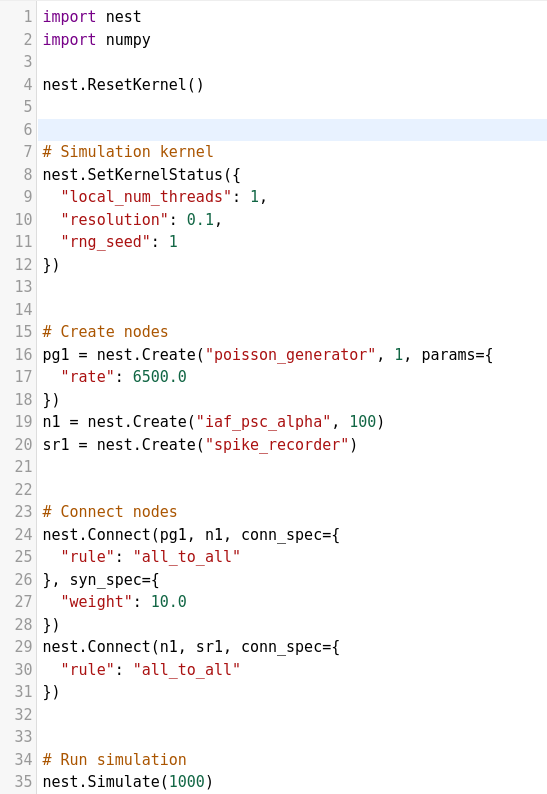 1 import nest
2 import numpy
3
4 nest.ResetKernel()
5
6
7 # Simulation kernel
8 nest.SetKernelStatus({
9   "local_num_threads": 1,
10   "resolution": 0.1,
11   "rng_seed": 1
12 })
13
14
15 # Create nodes
16 pg1 = nest.Create("poisson_generator", 1, params={
17   "rate": 6500.0
18 })
19 n1 = nest.Create("iaf_psc_alpha", 100)
20 sr1 = nest.Create("spike_recorder")
21
22
23 # Connect nodes
24 nest.Connect(pg1, n1, conn_spec={
25   "rule": "all_to_all"
26 }, syn_spec={
27   "weight": 10.0
28 })
29 nest.Connect(n1, sr1, conn_spec={
30   "rule": "all_to_all"
31 })
32
33
34 # Run simulation
35 nest.Simulate(1000)